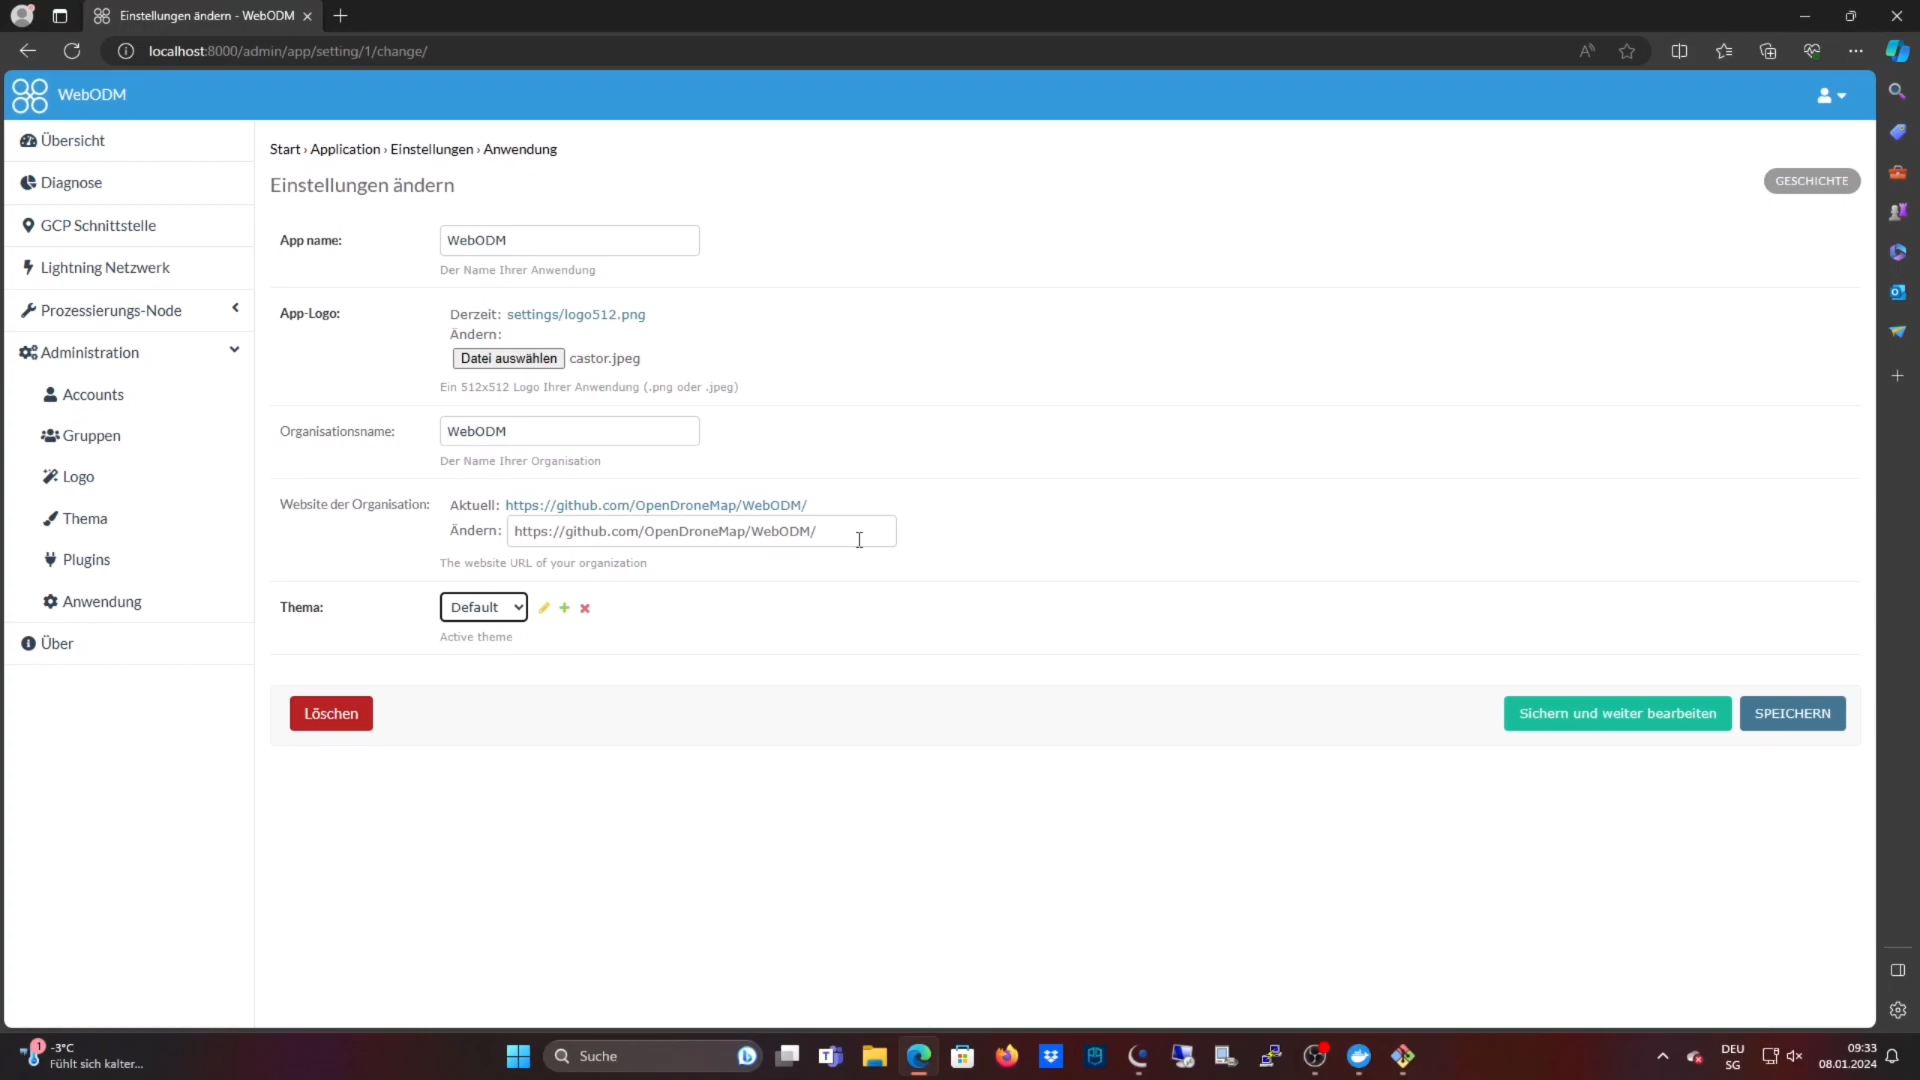 Einstellungen ändern - WebODM
localhost:8000/admin/app/setting/1/change/
WebODM
Übersicht
Diagnose
GCP Schnittstelle
Lightning Netzwerk
Prozessierungs-Node
Administration
Accounts
Gruppen
Logo
Thema
Plugins
Anwendung
Über
Start › Application › Einstellungen › Anwendung
Einstellungen ändern
GESCHICHTE
App name:
WebODM
Der Name Ihrer Anwendung
App-Logo:
Derzeit: settings/logo512.png
Ändern:
Datei auswählen castor.jpeg
Ein 512x512 Logo Ihrer Anwendung (.png oder .jpeg)
Organisationsname:
WebODM
Der Name Ihrer Organisation
Website der Organisation:
Aktuell: https://github.com/OpenDroneMap/WebODM/
Ändern: https://github.com/OpenDroneMap/WebODM/
The website URL of your organization
Thema:
Default
Active theme
Löschen
Sichern und weiter bearbeiten
SPEICHERN
1
-3°C
Fühlt sich kalter...
Suche
DEU
SG
09:33
08.01.2024